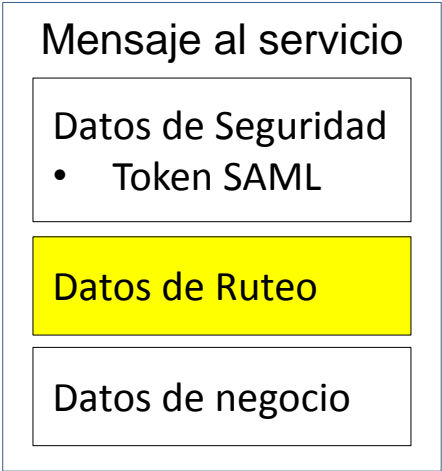 Mensaje al servicio
Datos de Seguridad
• Token SAML
Datos de Ruteo
Datos de negocio